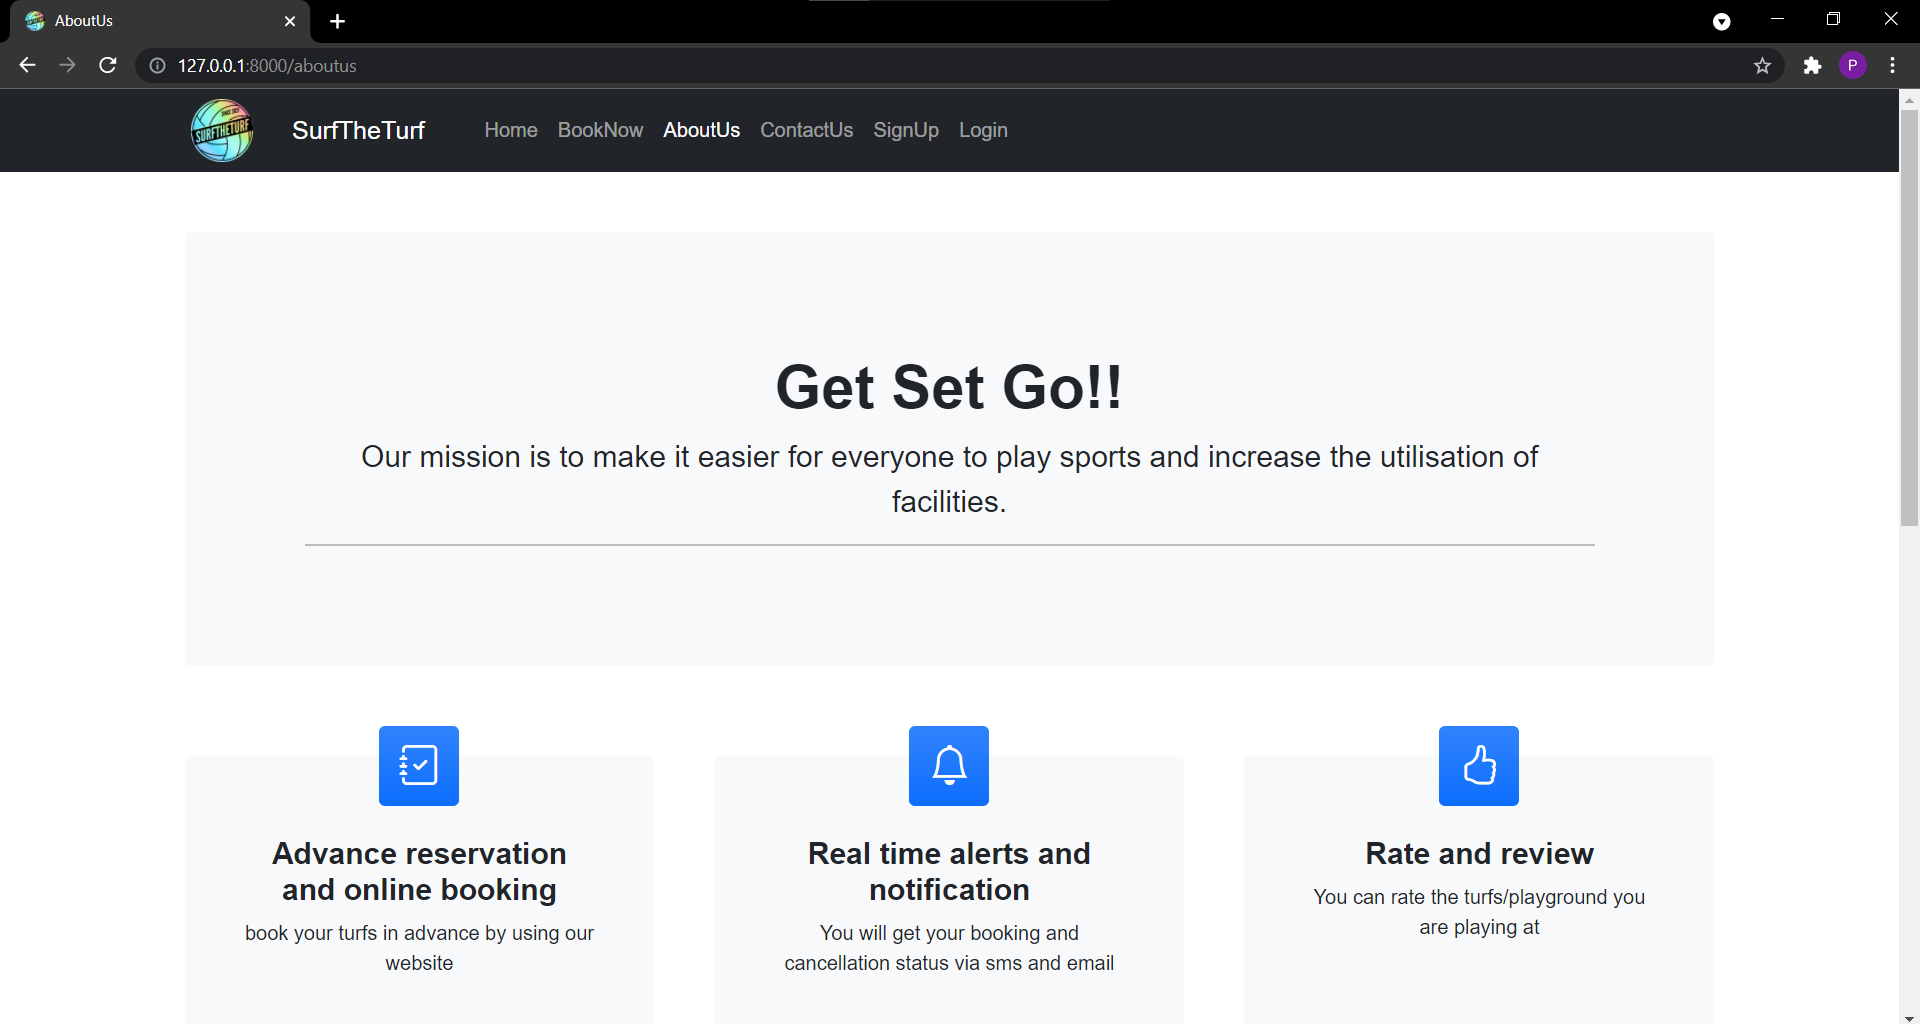 AboutUs
127.0.0.1:8000/aboutus
P
SURFTHETURF
SurfTheTurf
Home BookNow AboutUs ContactUs SignUp Login
Get Set Go!!
Our mission is to make it easier for everyone to play sports and increase the utilisation of
facilities.
Advance reservation
and online booking
book your turfs in advance by using our
website
Real time alerts and
notification
You will get your booking and
cancellation status via sms and email
Rate and review
You can rate the turfs/playground you
are playing at